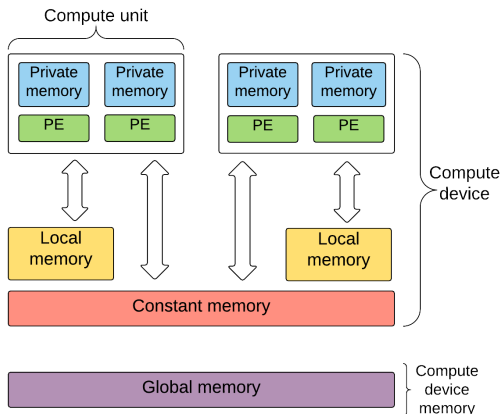 Compute unit
Private
memory
Private
memory
Private
memory
Private
memory
PE
PE
PE
PE
Compute
device
Local
memory
Local
memory
Constant memory
Global memory
Compute
device
memory